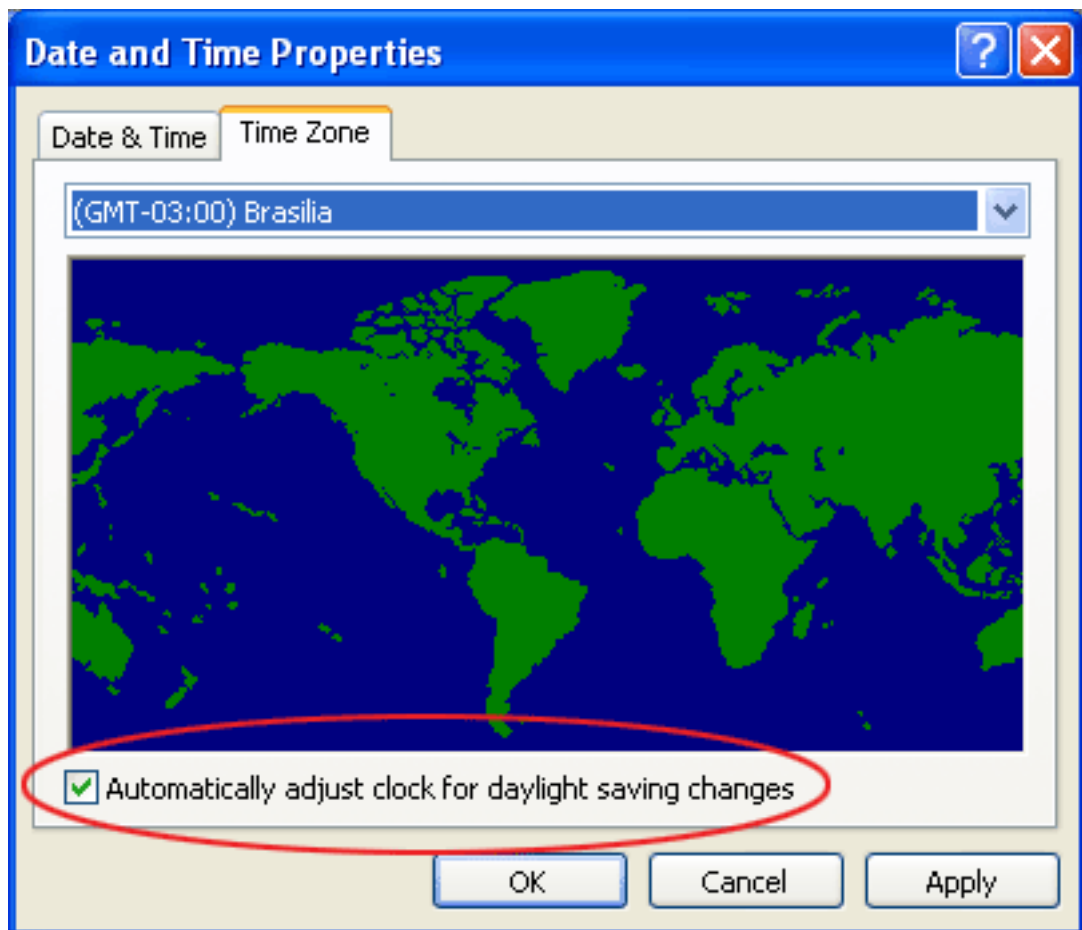 Date and Time Properties
Date & Time
Time Zone
(GMT-03:00) Brasilia
Automatically adjust clock for daylight saving changes
OK
Cancel
Apply